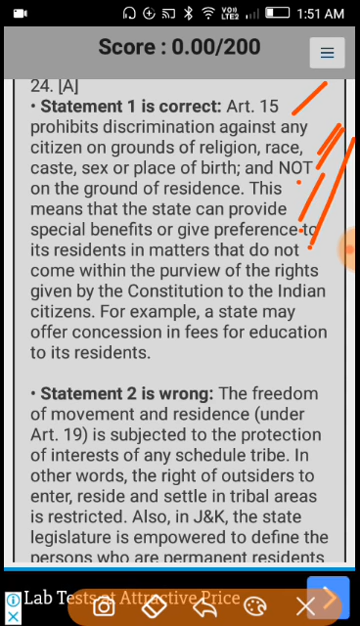 VoB
LTE2
1:51 AM
Score : 0.00/200
24. [A]
• Statement 1 is correct: Art. 15
prohibits discrimination against any
citizen on grounds of religion, race,
caste, sex or place of birth; and NOT
on the ground of residence. This
means that the state can provide
special benefits or give preference to
its residents in matters that do not
come within the purview of the rights
given by the Constitution to the Indian
citizens. For example, a state may
offer concession in fees for education
to its residents.
• Statement 2 is wrong: The freedom
of movement and residence (under
Art. 19) is subjected to the protection
of interests of any schedule tribe. In
other words, the right of outsiders to
enter, reside and settle in tribal areas
is restricted. Also, in J&K, the state
legislature is empowered to define the
persons who are permanent residents
Lab Tests at Attractive Price